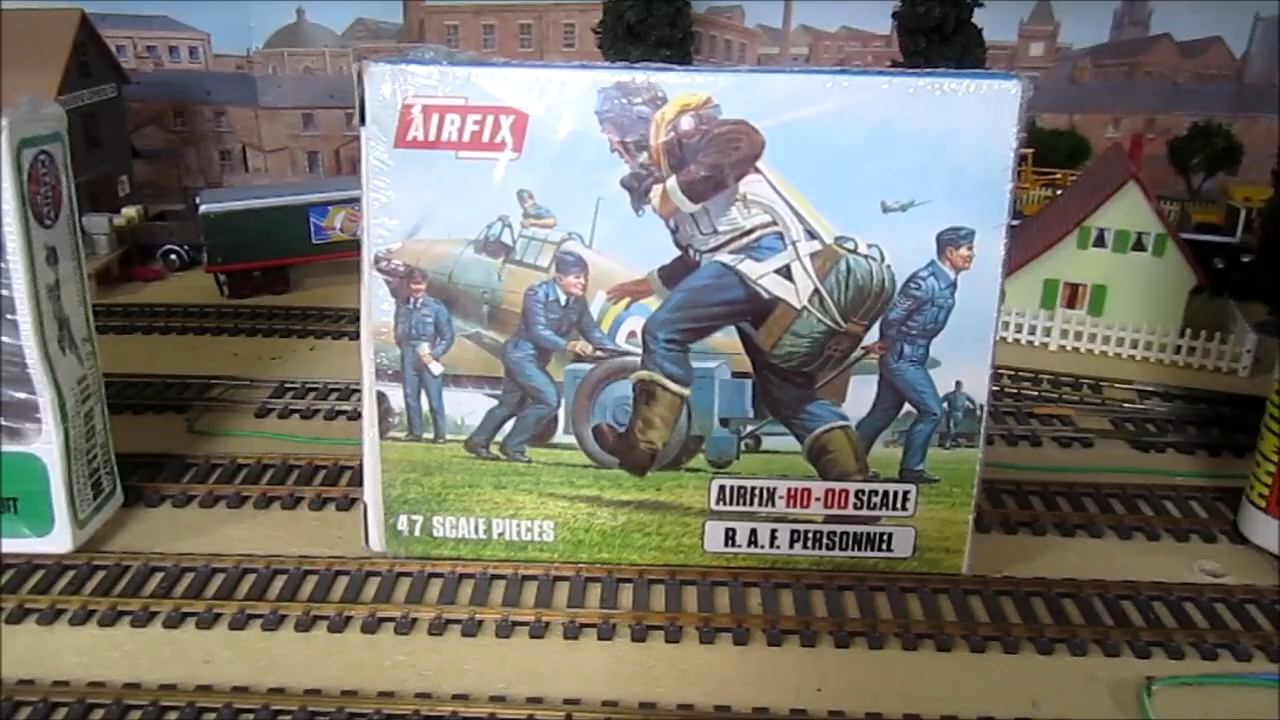 AIRFIX
47 SCALE PIECES
AIRFIX-HO-OO SCALE
R.A.F. PERSONNEL